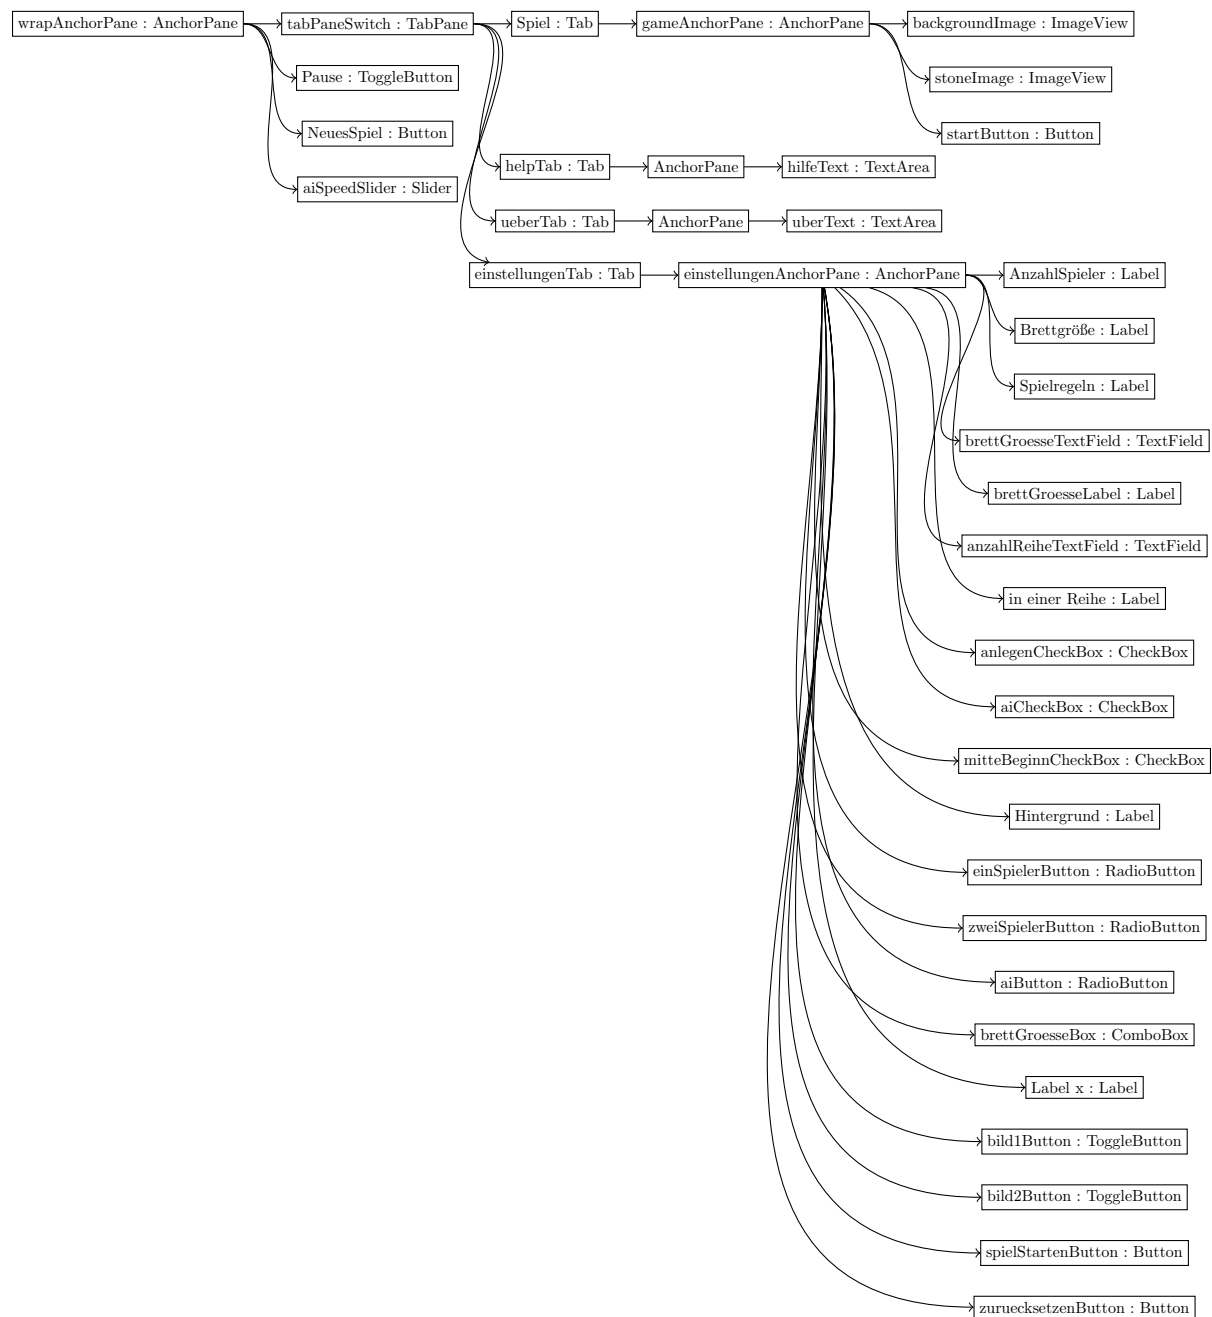 wrapAnchorPane : AnchorPane
tabPaneSwitch : TabPane
Spiel : Tab
gameAnchorPane : AnchorPane
backgroundImage : ImageView
Pause : ToggleButton
stoneImage : ImageView
NeuesSpiel : Button
startButton : Button
helpTab : Tab
AnchorPane
hilfeText : TextArea
aiSpeedSlider : Slider
ueberTab : Tab
AnchorPane
uberText : TextArea
einstellungenTab : Tab
einstellungenAnchorPane : AnchorPane
AnzahlSpieler : Label
Brettgröße : Label
Spielregeln : Label
brettGroesseTextField : TextField
brettGroesseLabel : Label
anzahlReiheTextField : TextField
in einer Reihe : Label
anlegenCheckBox : CheckBox
aiCheckBox : CheckBox
mitteBeginnCheckBox : CheckBox
Hintergrund : Label
einSpielerButton : RadioButton
zweiSpielerButton : RadioButton
aiButton : RadioButton
brettGroesseBox : ComboBox
Label x : Label
bild1Button : ToggleButton
bild2Button : ToggleButton
spielStartenButton : Button
zuruecksetzenButton : Button